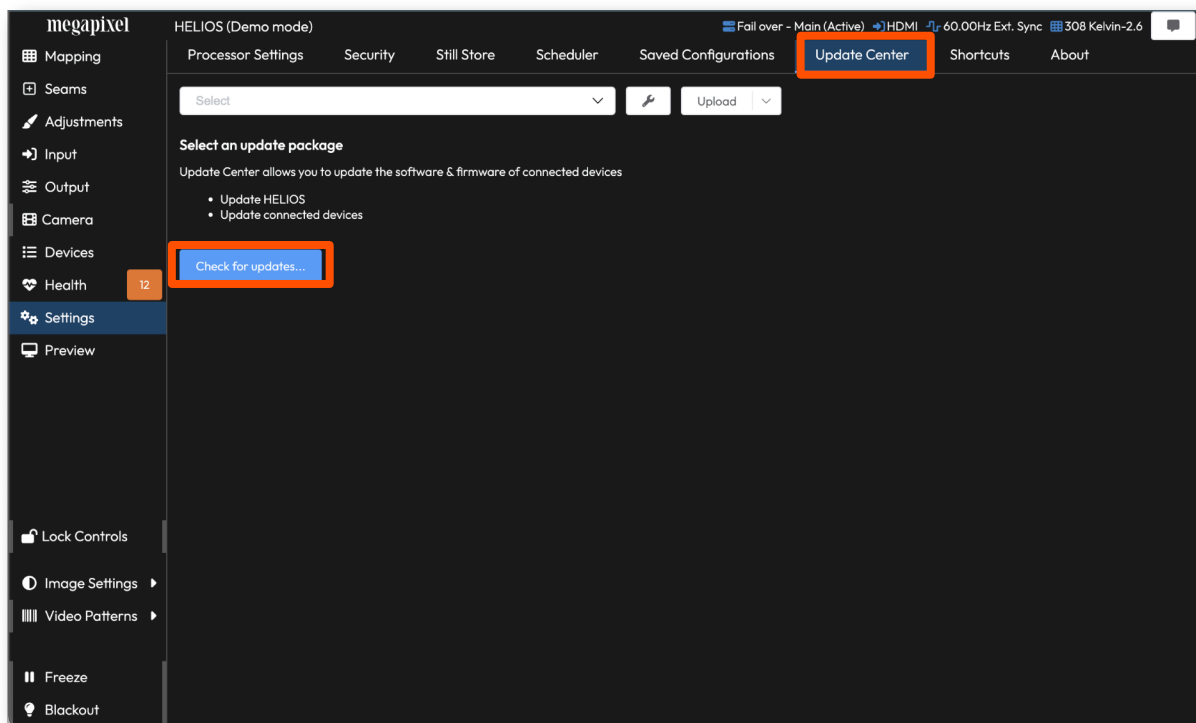 megapixel
HELIOS (Demo mode)
Fail over - Main (Active) HDMI 60.00Hz Ext. Sync 308 Kelvin-2.6
Mapping
Seams
Adjustments
Input
Output
Camera
Devices
Health 12
Settings
Preview
Lock Controls
Image Settings
Video Patterns
Freeze
Blackout
Processor Settings Security Still Store Scheduler Saved Configurations Update Center Shortcuts About
Select Upload
Select an update package
Update Center allows you to update the software & firmware of connected devices
• Update HELIOS
• Update connected devices
Check for updates...